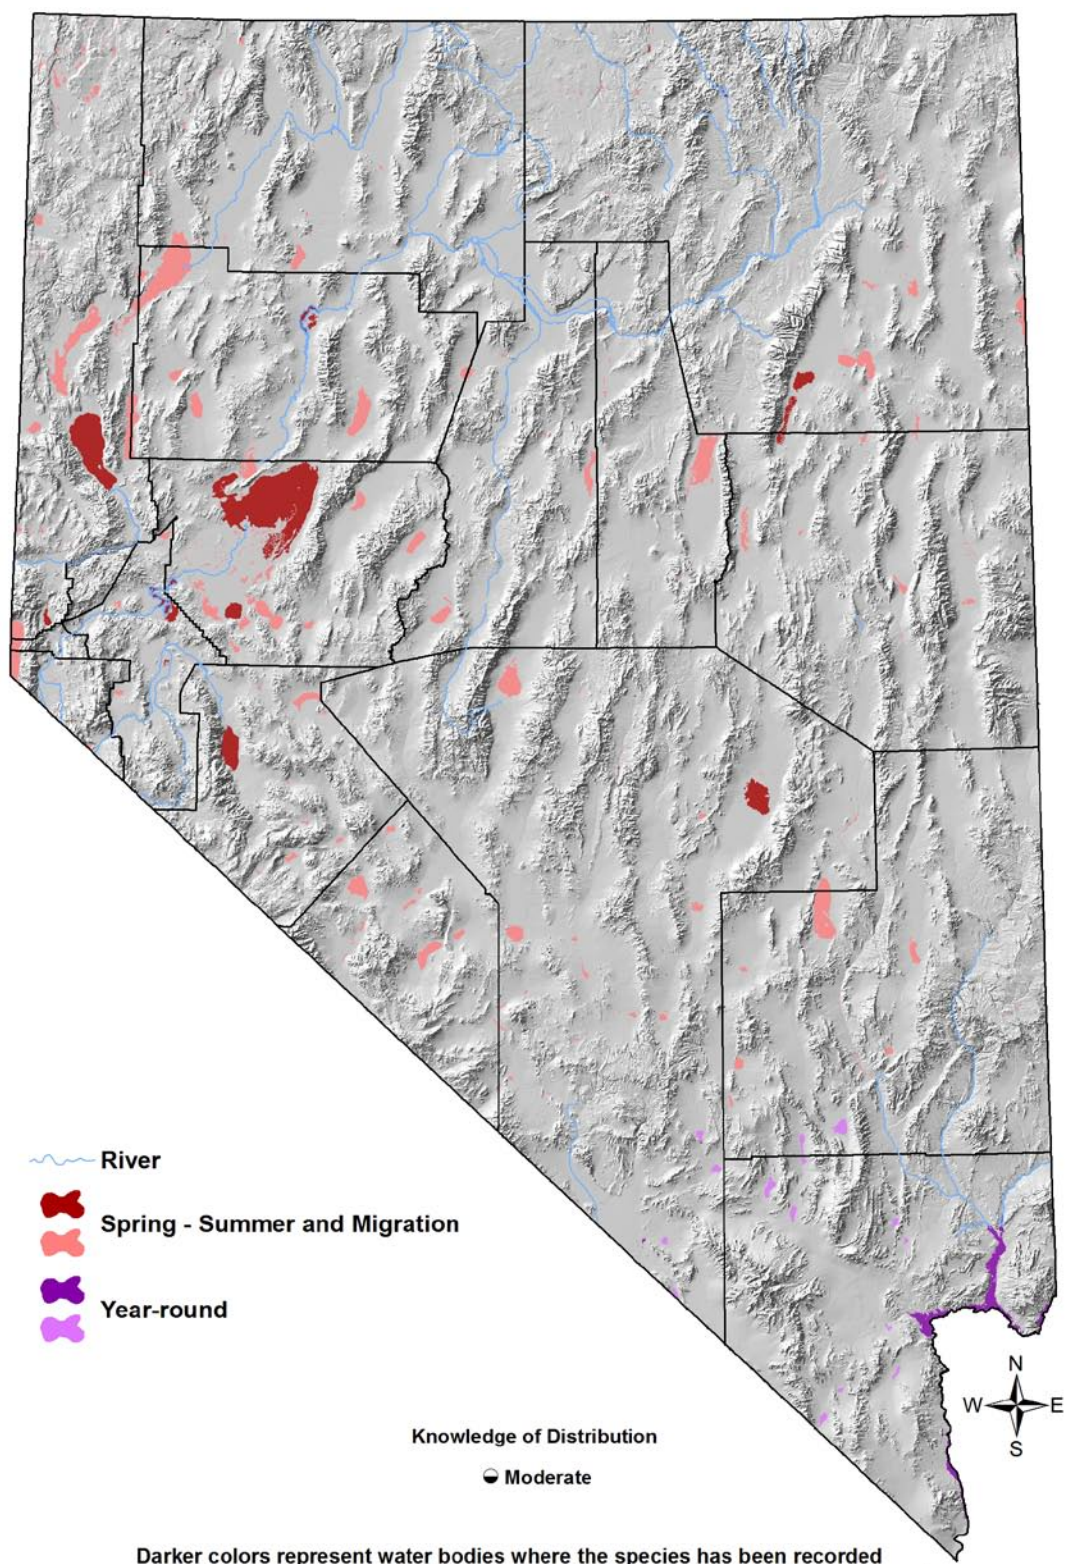 River
Spring - Summer and Migration
Year-round
N
W E
S
Knowledge of Distribution
Moderate
Darker colors represent water bodies where the species has been recorded